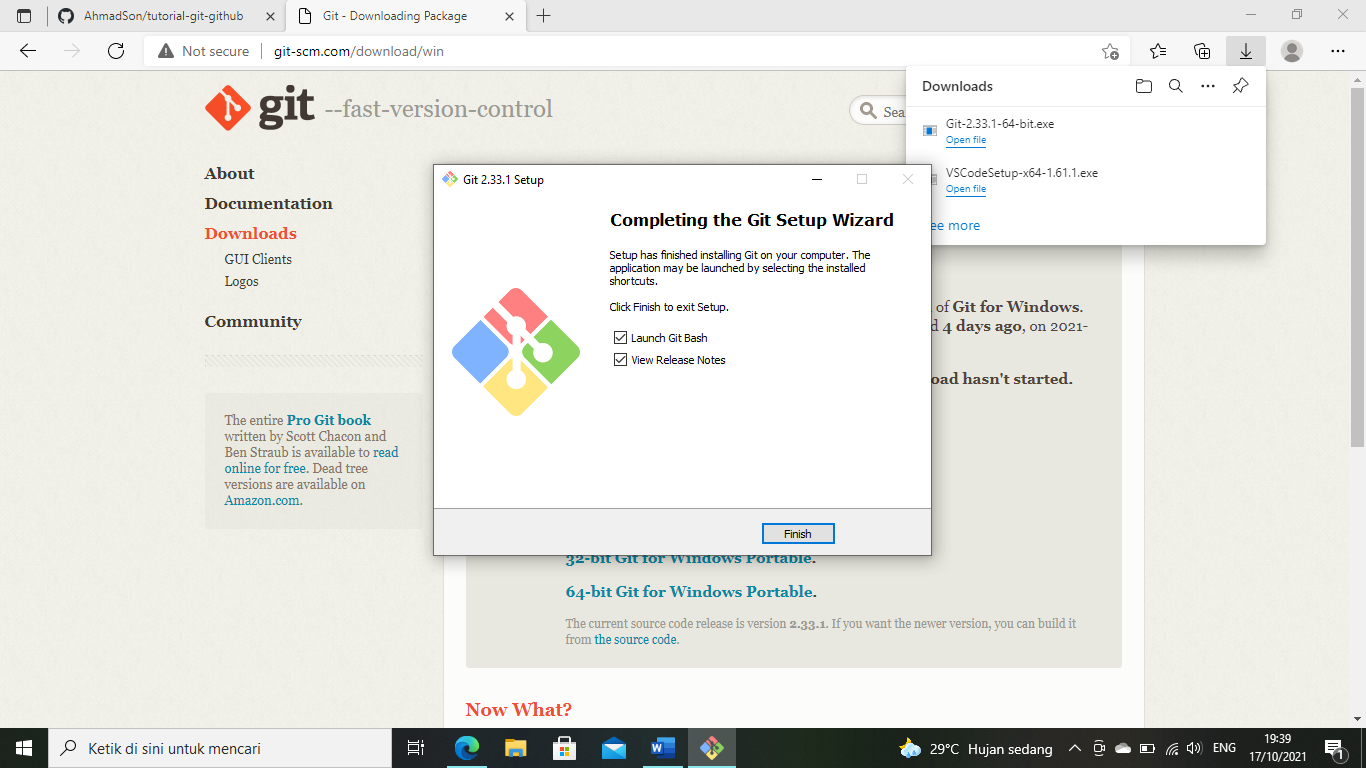 AhmadSon/tutorial-git-github
Git - Downloading Package
Not secure
git-scm.com/download/win
git --fast-version-control
Sea
Downloads
Git-2.33.1-64-bit.exe
Open file
VSCodeSetup-x64-1.61.1.exe
Open file
ee more
About
Documentation
Downloads
GUI Clients
Logos
Community
The entire Pro Git book
written by Scott Chacon and
Ben Straub is available to read
online for free. Dead tree
versions are available on
Amazon.com.
Git 2.33.1 Setup
Completing the Git Setup Wizard
Setup has finished installing Git on your computer. The
application may be launched by selecting the installed
shortcuts.
Click Finish to exit Setup.
Launch Git Bash
View Release Notes
Finish
of Git for Windows.
d 4 days ago, on 2021-
oad hasn't started.
32-bit Git for Windows Portable.
64-bit Git for Windows Portable.
The current source code release is version 2.33.1. If you want the newer version, you can build it
from the source code.
Now What?
Ketik di sini untuk mencari
29°C Hujan sedang
ENG
19:39
17/10/2021
1